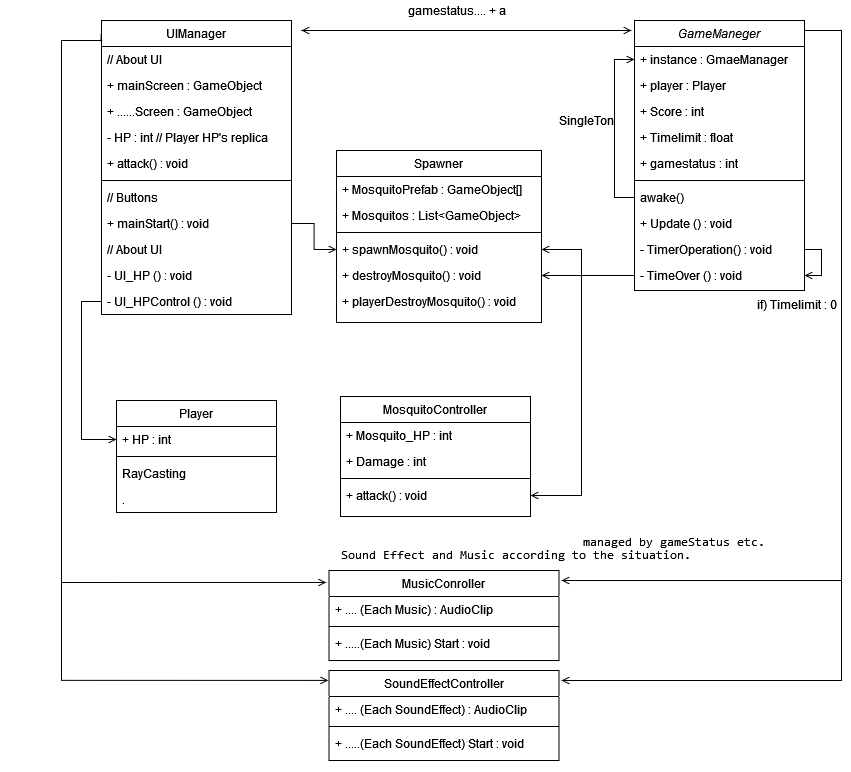 gamestatus.... + a
UIManager
// About UI
+ mainScreen : GameObject
+ ......Screen : GameObject
- HP : int // Player HP's replica
+ attack() : void
// Buttons
+ mainStart() : void
// About UI
- UI_HP () : void
- UI_HPControl () : void
GameManeger
+ instance : GmaeManager
+ player : Player
+ Score : int
+ Timelimit : float
+ gamestatus : int
awake()
+ Update () : void
- TimerOperation() : void
- TimeOver () : void
SingleTon
if) Timelimit : 0
Spawner
+ MosquitoPrefab : GameObject[]
+ Mosquitos : List<GameObject>
+ spawnMosquito() : void
+ destroyMosquito() : void
+ playerDestroyMosquito() : void
Player
+ HP : int
RayCasting
.
MosquitoController
+ Mosquito_HP : int
+ Damage : int
+ attack() : void
managed by gameStatus etc.
Sound Effect and Music according to the situation.
MusicConroller
+ .... (Each Music) : AudioClip
+ .....(Each Music) Start : void
SoundEffectController
+ .... (Each SoundEffect) : AudioClip
+ .....(Each SoundEffect) Start : void